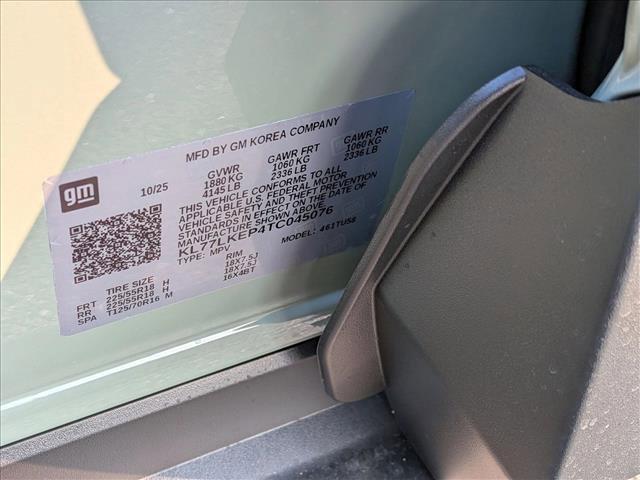 MFD BY GM KOREA COMPANY
gm
10/25
GVWR GAWR FRT GAWR RR
1880 KG 1060 KG 1060 KG
4145 LB 2336 LB 2336 LB
THIS VEHICLE CONFORMS TO ALL
APPLICABLE U.S. FEDERAL MOTOR
VEHICLE SAFETY AND THEFT PREVENTION
STANDARDS IN EFFECT ON THE DATE OF
MANUFACTURE SHOWN ABOVE.
KL77LKEP4TC045076
TYPE: MPV MODEL: 461TU58
TIRE SIZE RIM
FRT 225/55R18 H 18X7.5J
RR 225/55R18 H 18X7.5J
SPA T125/70R16 M 16X4BT